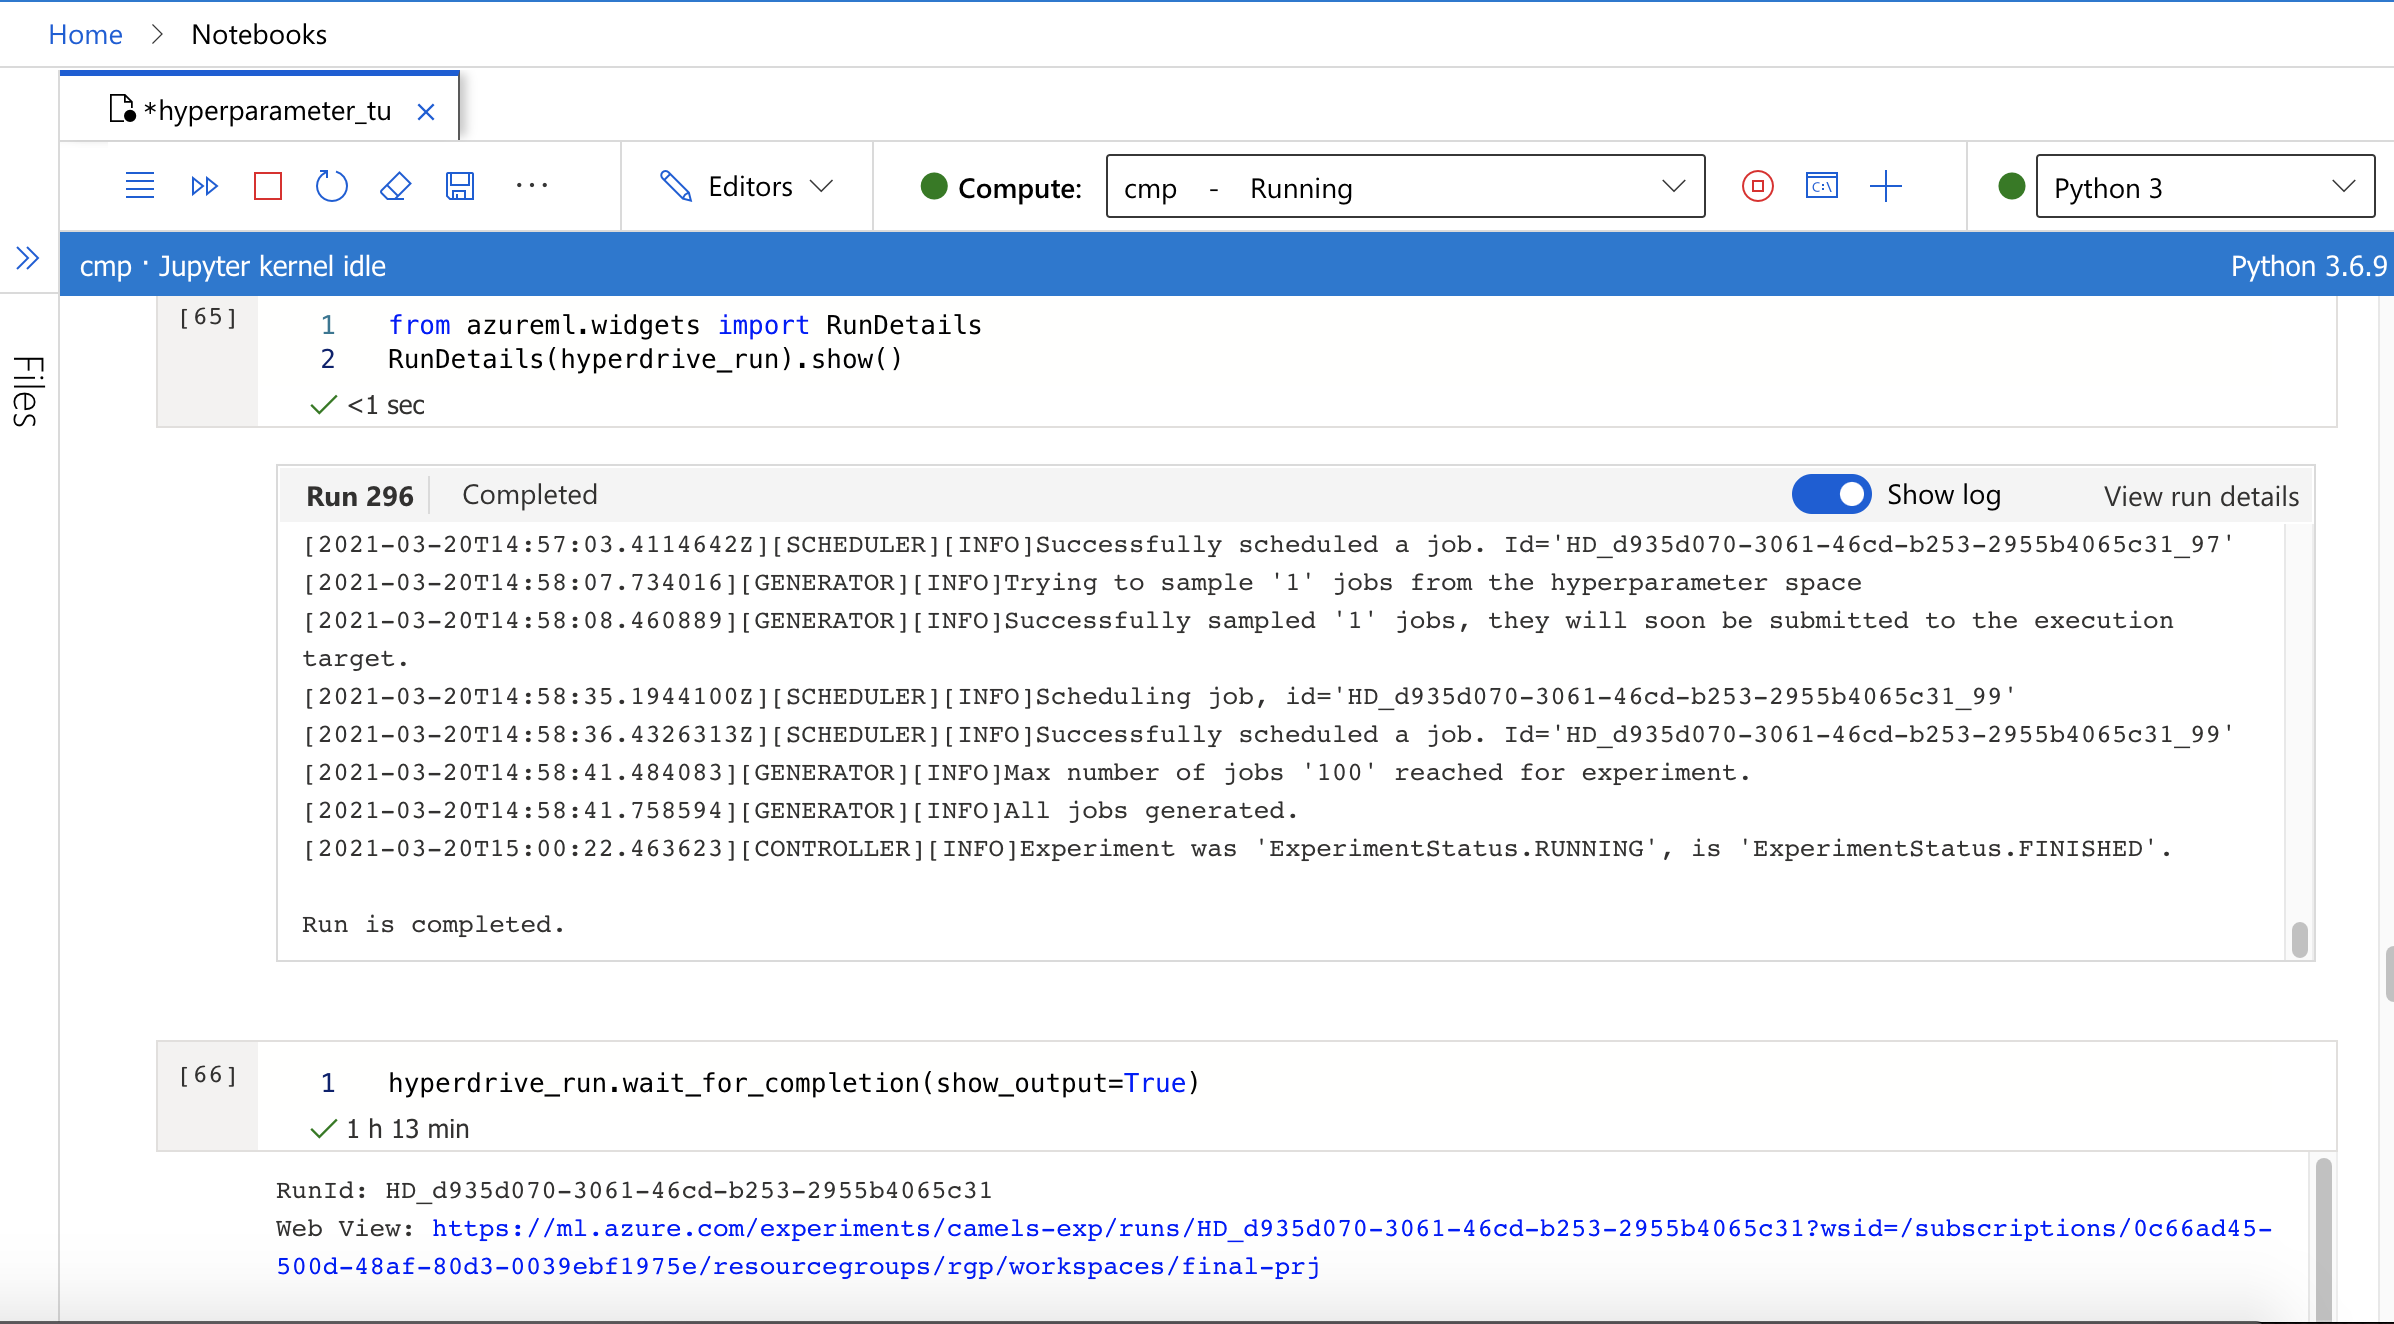 Home > Notebooks
*hyperparameter_tu
Editors
Compute: cmp - Running
Python 3
cmp · Jupyter kernel idle
Python 3.6.9
Files
[65]
1 from azureml.widgets import RunDetails
2 RunDetails(hyperdrive_run).show()
<1 sec
Run 296 Completed Show log View run details
[2021-03-20T14:57:03.4114642Z][SCHEDULER][INFO]Successfully scheduled a job. Id='HD_d935d070-3061-46cd-b253-2955b4065c31_97'
[2021-03-20T14:58:07.734016][GENERATOR][INFO]Trying to sample '1' jobs from the hyperparameter space
[2021-03-20T14:58:08.460889][GENERATOR][INFO]Successfully sampled '1' jobs, they will soon be submitted to the execution
target.
[2021-03-20T14:58:35.1944100Z][SCHEDULER][INFO]Scheduling job, id='HD_d935d070-3061-46cd-b253-2955b4065c31_99'
[2021-03-20T14:58:36.4326313Z][SCHEDULER][INFO]Successfully scheduled a job. Id='HD_d935d070-3061-46cd-b253-2955b4065c31_99'
[2021-03-20T14:58:41.484083][GENERATOR][INFO]Max number of jobs '100' reached for experiment.
[2021-03-20T14:58:41.758594][GENERATOR][INFO]All jobs generated.
[2021-03-20T15:00:22.463623][CONTROLLER][INFO]Experiment was 'ExperimentStatus.RUNNING', is 'ExperimentStatus.FINISHED'.
Run is completed.
[66]
1 hyperdrive_run.wait_for_completion(show_output=True)
1 h 13 min
RunId: HD_d935d070-3061-46cd-b253-2955b4065c31
Web View: https://ml.azure.com/experiments/camels-exp/runs/HD_d935d070-3061-46cd-b253-2955b4065c31?wsid=/subscriptions/0c66ad45-
500d-48af-80d3-0039ebf1975e/resourcegroups/rgp/workspaces/final-prj